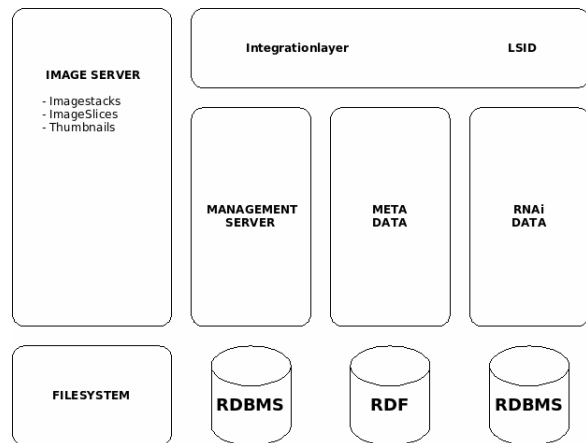 IMAGE SERVER
- Imagestacks
- ImageSlices
- Thumbnails
Integrationlayer
LSID
MANAGEMENT
SERVER
META
DATA
RNAi
DATA
FILESYSTEM
RDBMS
RDF
RDBMS